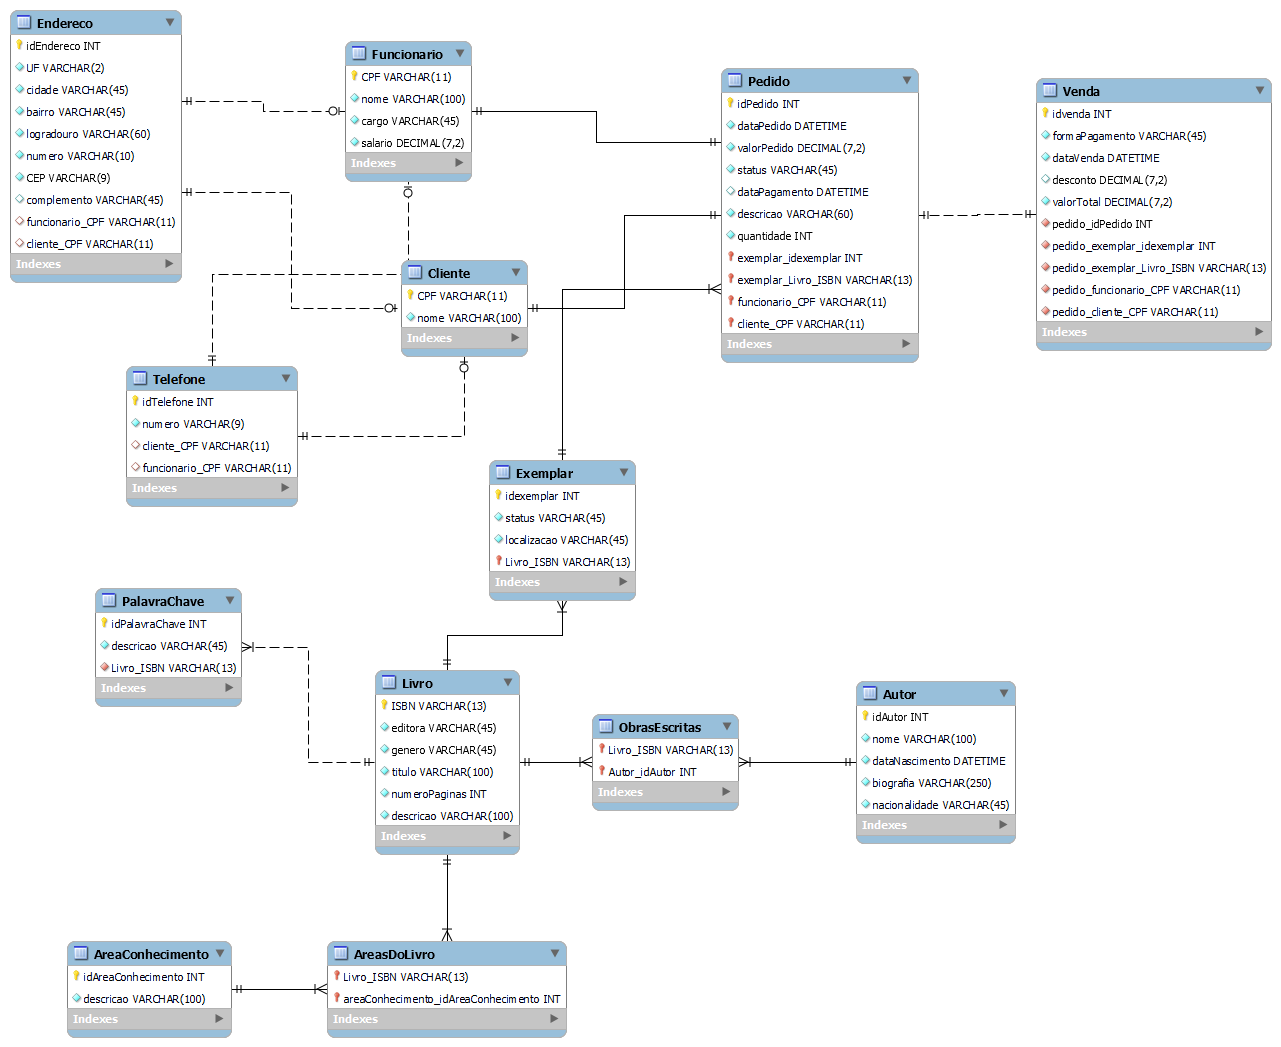 Endereco
idEndereco INT
UF VARCHAR(2)
cidade VARCHAR(45)
bairro VARCHAR(45)
logradouro VARCHAR(60)
numero VARCHAR(10)
CEP VARCHAR(9)
complemento VARCHAR(45)
funcionario_CPF VARCHAR(11)
cliente_CPF VARCHAR(11)
Indexes
Funcionario
CPF VARCHAR(11)
nome VARCHAR(100)
cargo VARCHAR(45)
salario DECIMAL(7,2)
Indexes
Pedido
idPedido INT
dataPedido DATETIME
valorPedido DECIMAL(7,2)
status VARCHAR(45)
dataPagamento DATETIME
descricao VARCHAR(60)
quantidade INT
exemplar_idexemplar INT
exemplar_Livro_ISBN VARCHAR(13)
funcionario_CPF VARCHAR(11)
cliente_CPF VARCHAR(11)
Indexes
Venda
idvenda INT
formaPagamento VARCHAR(45)
dataVenda DATETIME
desconto DECIMAL(7,2)
valorTotal DECIMAL(7,2)
pedido_idPedido INT
pedido_exemplar_idexemplar INT
pedido_exemplar_Livro_ISBN VARCHAR(13)
pedido_funcionario_CPF VARCHAR(11)
pedido_cliente_CPF VARCHAR(11)
Indexes
Cliente
CPF VARCHAR(11)
nome VARCHAR(100)
Indexes
Telefone
idTelefone INT
numero VARCHAR(9)
cliente_CPF VARCHAR(11)
funcionario_CPF VARCHAR(11)
Indexes
Exemplar
idexemplar INT
status VARCHAR(45)
localizacao VARCHAR(45)
Livro_ISBN VARCHAR(13)
Indexes
PalavraChave
idPalavraChave INT
descricao VARCHAR(45)
Livro_ISBN VARCHAR(13)
Indexes
Livro
ISBN VARCHAR(13)
editora VARCHAR(45)
genero VARCHAR(45)
titulo VARCHAR(100)
numeroPaginas INT
descricao VARCHAR(100)
Indexes
ObrasEscritas
Livro_ISBN VARCHAR(13)
Autor_idAutor INT
Indexes
Autor
idAutor INT
nome VARCHAR(100)
dataNascimento DATETIME
biografia VARCHAR(250)
nacionalidade VARCHAR(45)
Indexes
AreaConhecimento
idAreaConhecimento INT
descricao VARCHAR(100)
Indexes
AreasDoLivro
Livro_ISBN VARCHAR(13)
areaConhecimento_idAreaConhecimento INT
Indexes